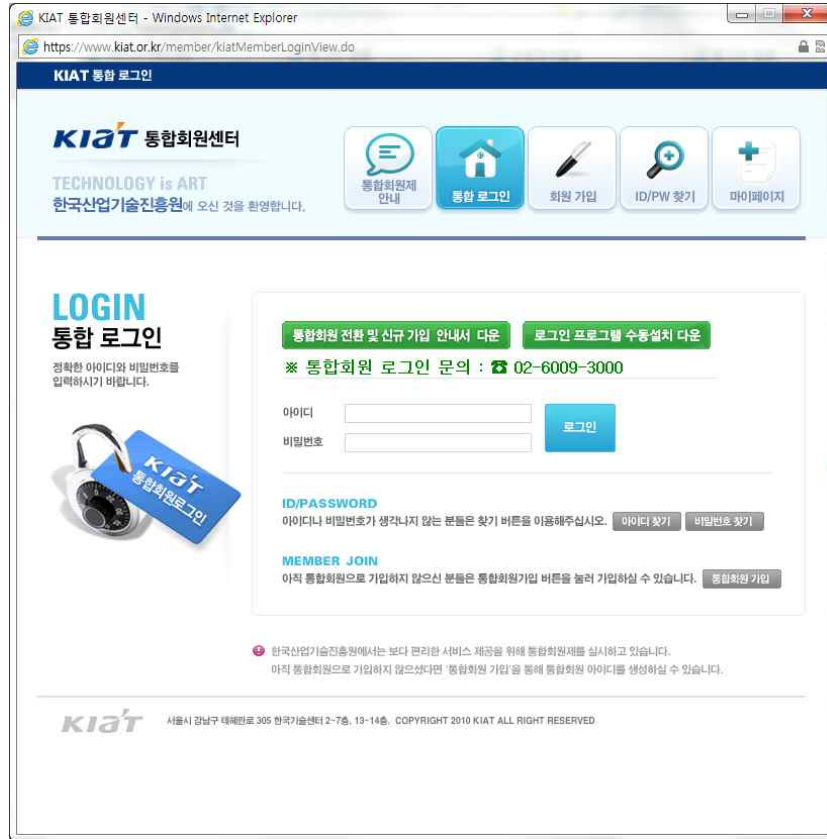 KIAT 통합회원센터 - Windows Internet Explorer
https://www.kiat.or.kr/member/kiatMemberLoginView.do
KIAT 통합 로그인
KIaT 통합회원센터
TECHNOLOGY is ART
한국산업기술진흥원에 오신 것을 환영합니다.
통합회원제
안내
통합 로그인
회원 가입
ID/PW 찾기
마이페이지
LOGIN
통합 로그인
정확한 아이디와 비밀번호를
입력하시기 바랍니다.
KIaT
통합회원로그인
통합회원 전환 및 신규 가입 안내서 다운
로그인 프로그램 수동설치 다운
※ 통합회원 로그인 문의 : ☎ 02-6009-3000
아이디
비밀번호
로그인
ID/PASSWORD
아이디나 비밀번호가 생각나지 않는 분들은 찾기 버튼을 이용해주십시오.
아이디 찾기
비밀번호 찾기
MEMBER JOIN
아직 통합회원으로 가입하지 않으신 분들은 통합회원가입 버튼을 눌러 가입하실 수 있습니다.
통합회원 가입
한국산업기술진흥원에서는 보다 편리한 서비스 제공을 위해 통합회원제를 실시하고 있습니다.
아직 통합회원으로 가입하지 않으셨다면 '통합회원 가입'을 통해 통합회원 아이디를 생성하실 수 있습니다.
KIaT
서울시 강남구 테헤란로 305 한국기술센터 2~7층, 13~14층. COPYRIGHT 2010 KIAT ALL RIGHT RESERVED